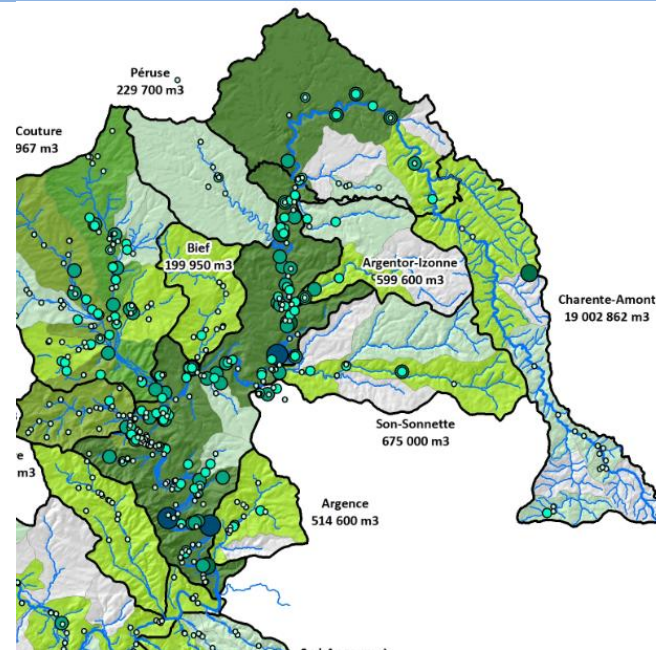 Péruse
229 700 m3
Couture
967 m3
Bief
199 950 m3
Argentor-Izonne
599 600 m3
Charente-Amont
19 002 862 m3
Son-Sonnette
675 000 m3
e
m3
Argence
514 600 m3